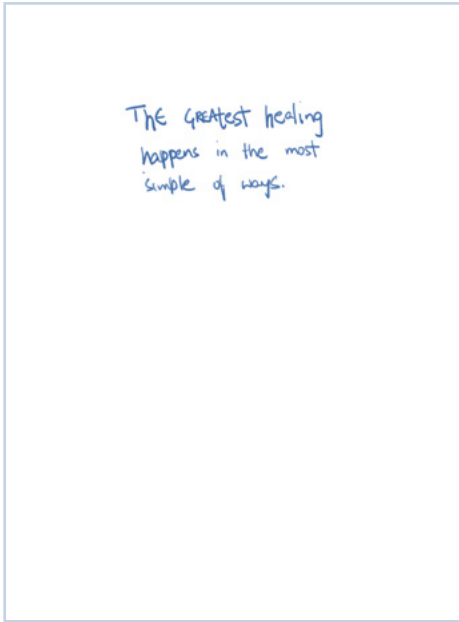 ThE GREAtest healing
happens in the most
simple of ways.